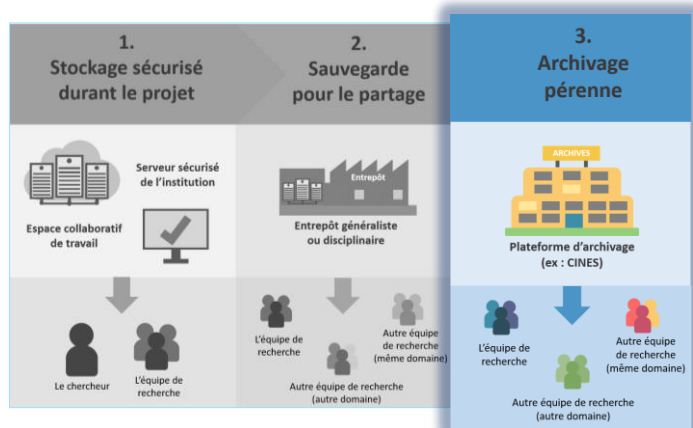 1.
Stockage sécurisé
durant le projet
Serveur sécurisé
de l'institution
Espace collaboratif
de travail
Le chercheur
L'équipe de
recherche
2.
Sauvegarde
pour le partage
Entrepôt
Entrepôt généraliste
ou disciplinaire
L'équipe de
recherche
Autre équipe
de recherche
(même domaine)
Autre équipe de recherche
(autre domaine)
3.
Archivage
pérenne
ARCHIVES
Plateforme d'archivage
(ex : CINES)
L'équipe de
recherche
Autre équipe
de recherche
(même domaine)
Autre équipe de recherche
(autre domaine)